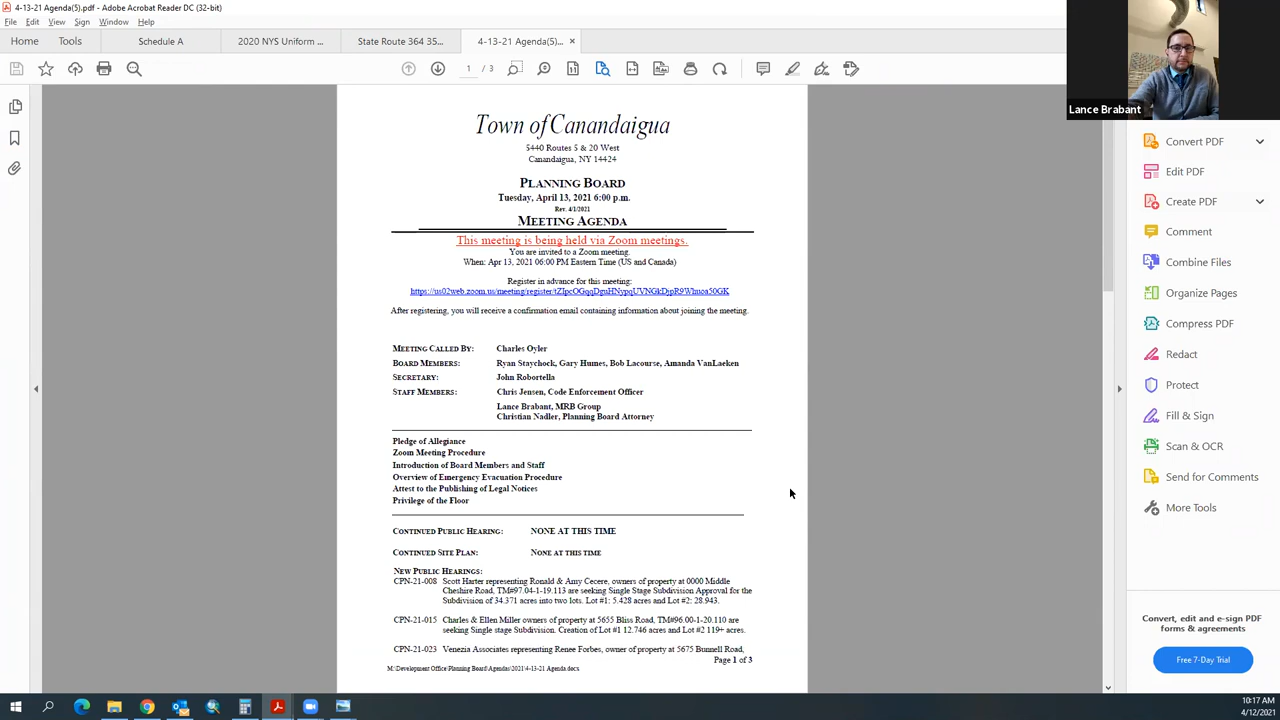 4-13-21 Agenda(5).pdf - Adobe Acrobat Reader DC (32-bit)
File Edit View Sign Window Help
Home Tools Schedule A 2020 NYS Uniform ... State Route 364 35... 4-13-21 Agenda(5)... ×
1 / 3
Lance Brabant
Town of Canandaigua
5440 Routes 5 & 20 West
Canandaigua, NY 14424
PLANNING BOARD
Tuesday, April 13, 2021 6:00 p.m.
Rev. 4/1/2021
MEETING AGENDA
This meeting is being held via Zoom meetings.
You are invited to a Zoom meeting.
When: Apr 13, 2021 06:00 PM Eastern Time (US and Canada)
Register in advance for this meeting:
After registering, you will receive a confirmation email containing information about joining the meeting.
MEETING CALLED BY: Charles Oyler
BOARD MEMBERS: Ryan Staychock, Gary Humes, Bob Lacourse, Amanda VanLaeken
SECRETARY: John Robortella
STAFF MEMBERS: Chris Jensen, Code Enforcement Officer
Lance Brabant, MRB Group
Christian Nadler, Planning Board Attorney
Pledge of Allegiance
Zoom Meeting Procedure
Introduction of Board Members and Staff
Overview of Emergency Evacuation Procedure
Attest to the Publishing of Legal Notices
Privilege of the Floor
CONTINUED PUBLIC HEARING: NONE AT THIS TIME
CONTINUED SITE PLAN: NONE AT THIS TIME
NEW PUBLIC HEARINGS:
CPN-21-008 Scott Harter representing Ronald & Amy Cecere, owners of property at 0000 Middle
Cheshire Road, TM#97.04-1-19.113 are seeking Single Stage Subdivision Approval for the
Subdivision of 34.371 acres into two lots. Lot #1: 5.428 acres and Lot #2: 28.943.
CPN-21-015 Charles & Ellen Miller owners of property at 5655 Bliss Road, TM#96.00-1-20.110 are
seeking Single stage Subdivision. Creation of Lot #1 12.746 acres and Lot #2 119+ acres.
CPN-21-023 Venezia Associates representing Renee Forbes, owner of property at 5675 Bunnell Road,
Page 1 of 3
M:\Development Office\Planning Board\Agendas\2021\4-13-21 Agenda.docx
Convert PDF
Edit PDF
Create PDF
Comment
Combine Files
Organize Pages
Compress PDF
Redact
Protect
Fill & Sign
Scan & OCR
Send for Comments
More Tools
Convert, edit and e-sign PDF
forms & agreements
Free 7-Day Trial
10:17 AM
4/12/2021